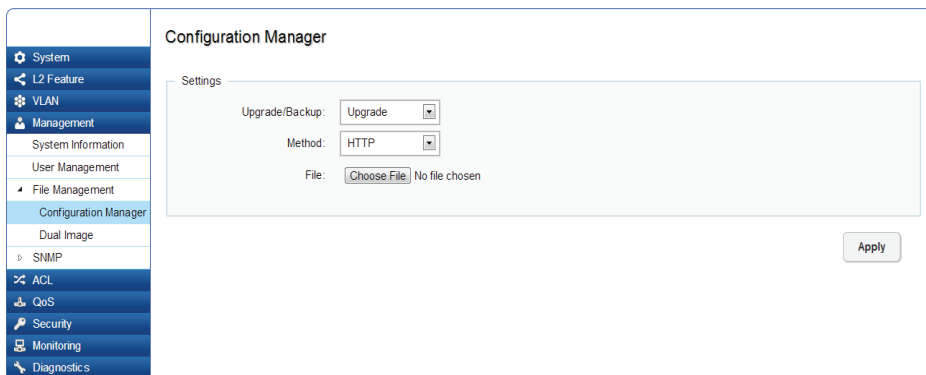 Configuration Manager
System
L2 Feature
VLAN
Management
System Information
User Management
File Management
Configuration Manager
Dual Image
SNMP
ACL
QoS
Security
Monitoring
Diagnostics
Settings
Upgrade/Backup: Upgrade
Method: HTTP
File: Choose File No file chosen
Apply